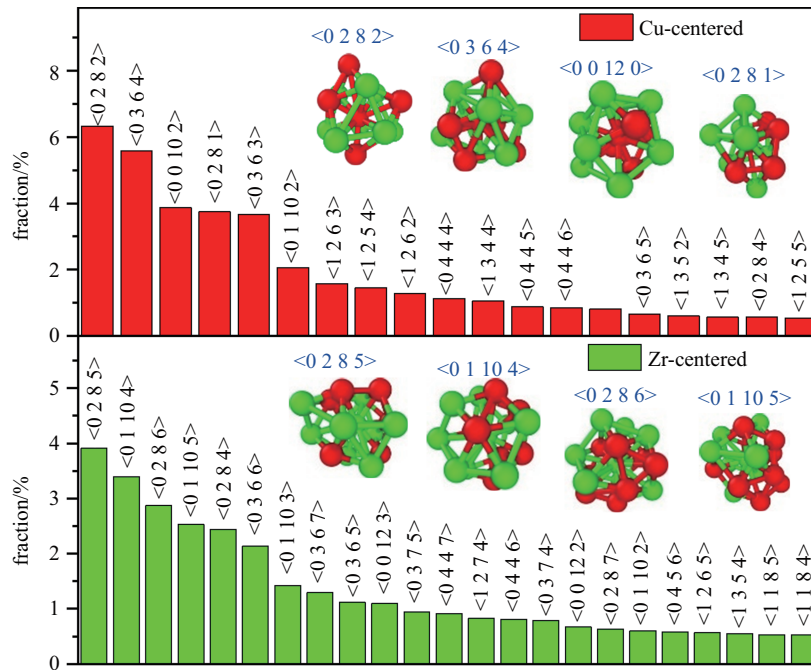 <0 2 8 2>
<0 3 6 4>
<0 0 12 0>
<0 2 8 1>
Cu-centered
fraction/%
8
6
4
2
0
<0 2 8 2>
<0 3 6 4>
<0 0 10 2>
<0 2 8 1>
<0 3 6 3>
<0 1 10 2>
<1 2 6 3>
<1 2 5 4>
<1 2 6 2>
<0 4 4 4>
<1 3 4 4>
<0 4 4 5>
<0 4 4 6>
<0 3 6 5>
<1 3 5 2>
<1 3 4 5>
<0 2 8 4>
<1 2 5 5>
<0 2 8 5>
<0 1 10 4>
<0 2 8 6>
<0 1 10 5>
Zr-centered
fraction/%
5
4
3
2
1
0
<0 2 8 5>
<0 1 10 4>
<0 2 8 6>
<0 1 10 5>
<0 2 8 4>
<0 3 6 6>
<0 1 10 3>
<0 3 6 7>
<0 3 6 5>
<0 0 12 3>
<0 3 7 5>
<0 4 4 7>
<1 2 7 4>
<0 4 4 6>
<0 3 7 4>
<0 0 12 2>
<0 2 8 7>
<0 1 10 2>
<0 4 5 6>
<1 2 6 5>
<1 3 5 4>
<1 1 8 5>
<1 1 8 4>